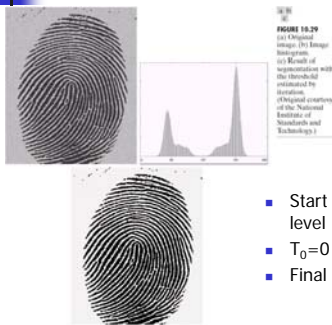 a b
c
FIGURE 10.29
(a) Original
image. (b) Image
histogram.
(c) Result of
segmentation with
the threshold
estimated by
iteration.
(Original courtesy
of the National
Institute of
Standards and
Technology.)
Start
level
T₀=0
Final